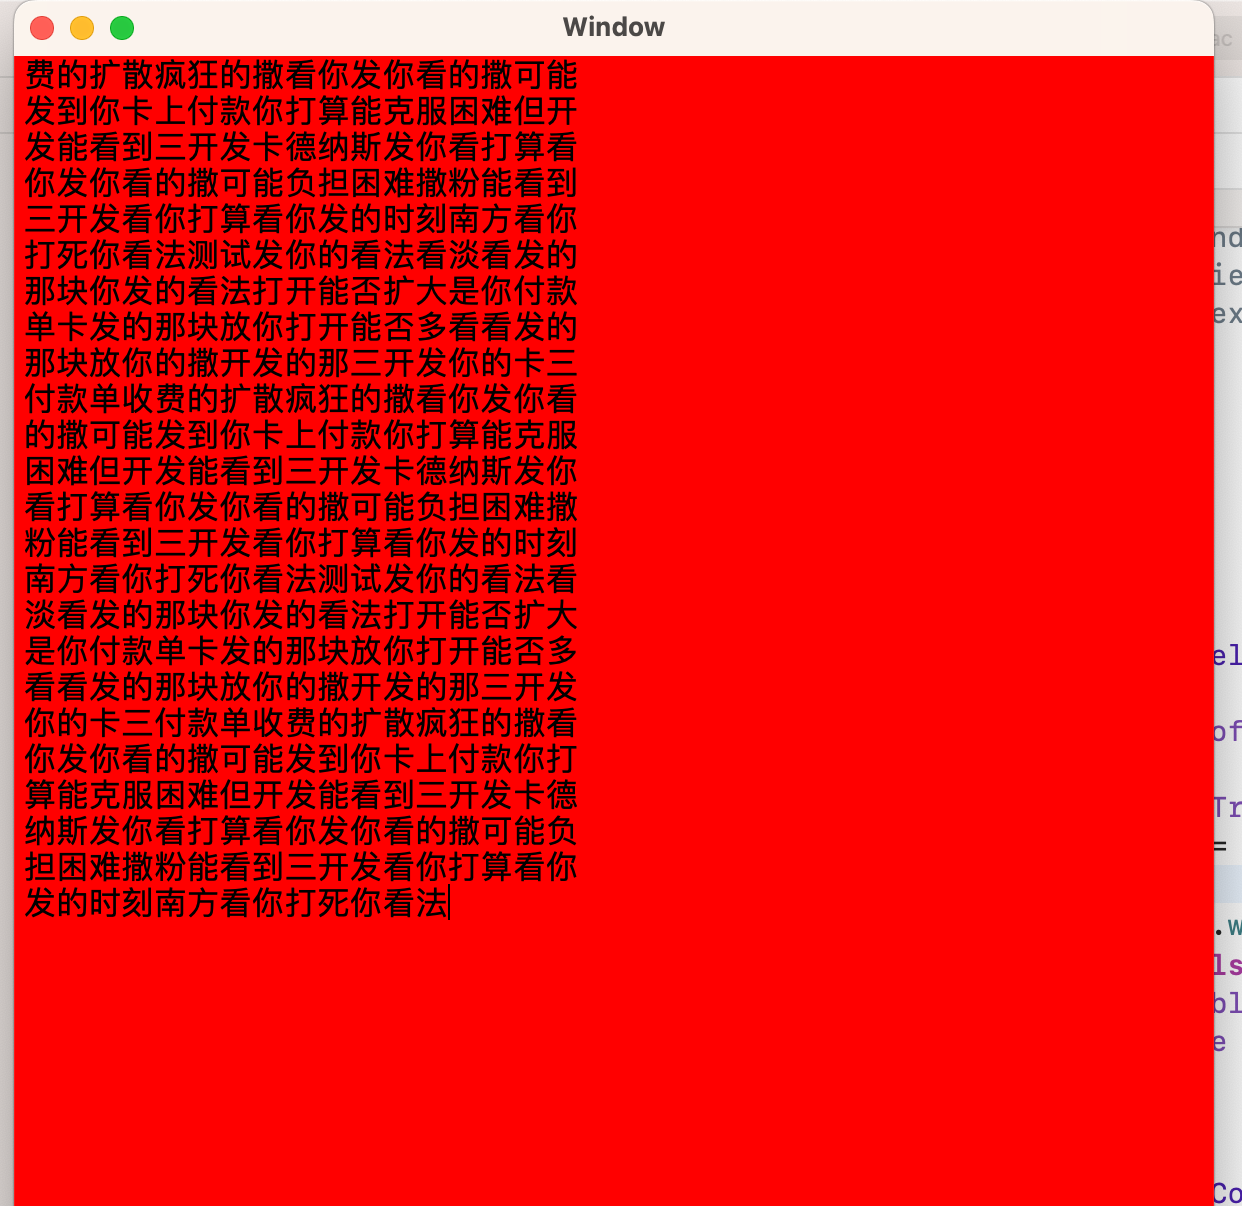 Window
费的扩散疯狂的撒看你发你看的撒可能
发到你卡上付款你打算能克服困难但开
发能看到三开发卡德纳斯发你看打算看
你发你看的撒可能负担困难撒粉能看到
三开发看你打算看你发的时刻南方看你
打死你看法测试发你的看法看淡看发的
那块你发的看法打开能否扩大是你付款
单卡发的那块放你打开能否多看看发的
那块放你的撒开发的那三开发你的卡三
付款单收费的扩散疯狂的撒看你发你看
的撒可能发到你卡上付款你打算能克服
困难但开发能看到三开发卡德纳斯发你
看打算看你发你看的撒可能负担困难撒
粉能看到三开发看你打算看你发的时刻
南方看你打死你看法测试发你的看法看
淡看发的那块你发的看法打开能否扩大
是你付款单卡发的那块放你打开能否多
看看发的那块放你的撒开发的那三开发
你的卡三付款单收费的扩散疯狂的撒看
你发你看的撒可能发到你卡上付款你打
算能克服困难但开发能看到三开发卡德
纳斯发你看打算看你发你看的撒可能负
担困难撒粉能看到三开发看你打算看你
发的时刻南方看你打死你看法
ac
nd
ie
ex
el
of
Tr
=
.w
ls
bl
e
Co